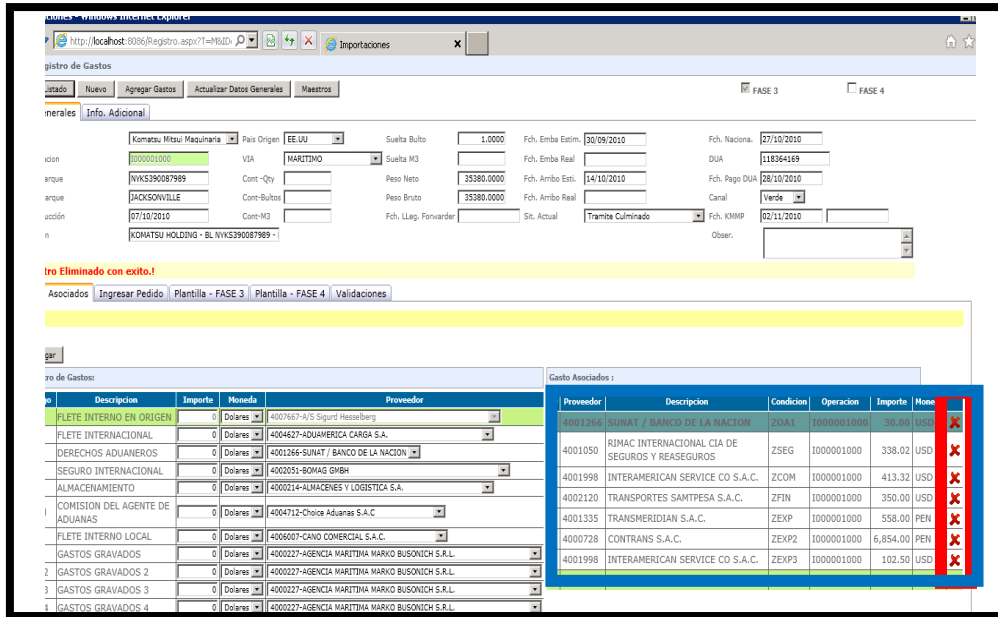 aciones - Windows Internet Explorer
http://localhost:8086/Registro.aspx?T=M&ID Importaciones x
gistro de Gastos
Listado Nuevo Agregar Gastos Actualizar Datos Generales Maestros FASE 3 FASE 4
enerales Info. Adicional
Komatsu Mitsui Maquinaria Pais Origen EE.UU Suelta Bulto 1.0000 Fch. Emba Estim. 30/09/2010 Fch. Naciona. 27/10/2010
acion I000001000 VIA MARITIMO Suelta M3 Fch. Emba Real DUA 118364169
arque NYKS390087989 Cont -Qty Peso Neto 35380.0000 Fch. Arribo Esti. 14/10/2010 Fch. Pago DUA 28/10/2010
arque JACKSONVILLE Cont-Bultos Peso Bruto 35380.0000 Fch. Arribo Real Canal Verde
ucción 07/10/2010 Cont-M3 Fch. LLeg. Forwarder Sit. Actual Tramite Culminado Fch. KMMP 02/11/2010
n KOMATSU HOLDING - BL NYKS390087989 - Obser.
tro Eliminado con exito.!
Asociados Ingresar Pedido Plantilla - FASE 3 Plantilla - FASE 4 Validaciones
gar
tro de Gastos: Gasto Asociados :
go Descripcion Importe Moneda Proveedor
FLETE INTERNO EN ORIGEN 0 Dolares 4007667-A/S Sigurd Hesselberg
FLETE INTERNACIONAL 0 Dolares 4004627-ADUAMERICA CARGA S.A.
DERECHOS ADUANEROS 0 Dolares 4001266-SUNAT / BANCO DE LA NACION
SEGURO INTERNACIONAL 0 Dolares 4002051-BOMAG GMBH
ALMACENAMIENTO 0 Dolares 4000214-ALMACENES Y LOGISTICA S.A.
COMISION DEL AGENTE DE
ADUANAS 0 Dolares 4004712-Choice Aduanas S.A.C
FLETE INTERNO LOCAL 0 Dolares 4006007-CANO COMERCIAL S.A.C.
GASTOS GRAVADOS 0 Dolares 4000227-AGENCIA MARITIMA MARKO BUSONICH S.R.L.
2 GASTOS GRAVADOS 2 0 Dolares 4000227-AGENCIA MARITIMA MARKO BUSONICH S.R.L.
3 GASTOS GRAVADOS 3 0 Dolares 4000227-AGENCIA MARITIMA MARKO BUSONICH S.R.L.
4 GASTOS GRAVADOS 4 0 Dolares 4000227-AGENCIA MARITIMA MARKO BUSONICH S.R.L.
Proveedor Descripcion Condicion Operacion Importe Mone
4001266 SUNAT / BANCO DE LA NACION ZOA1 I000001000 30.00 USD
4001050 RIMAC INTERNACIONAL CIA DE
SEGUROS Y REASEGUROS ZSEG I000001000 338.02 USD
4001998 INTERAMERICAN SERVICE CO S.A.C. ZCOM I000001000 413.32 USD
4002120 TRANSPORTES SAMTPESA S.A.C. ZFIN I000001000 350.00 USD
4001335 TRANSMERIDIAN S.A.C. ZEXP I000001000 558.00 PEN
4000728 CONTRANS S.A.C. ZEXP2 I000001000 6,854.00 PEN
4001998 INTERAMERICAN SERVICE CO S.A.C. ZEXP3 I000001000 102.50 USD